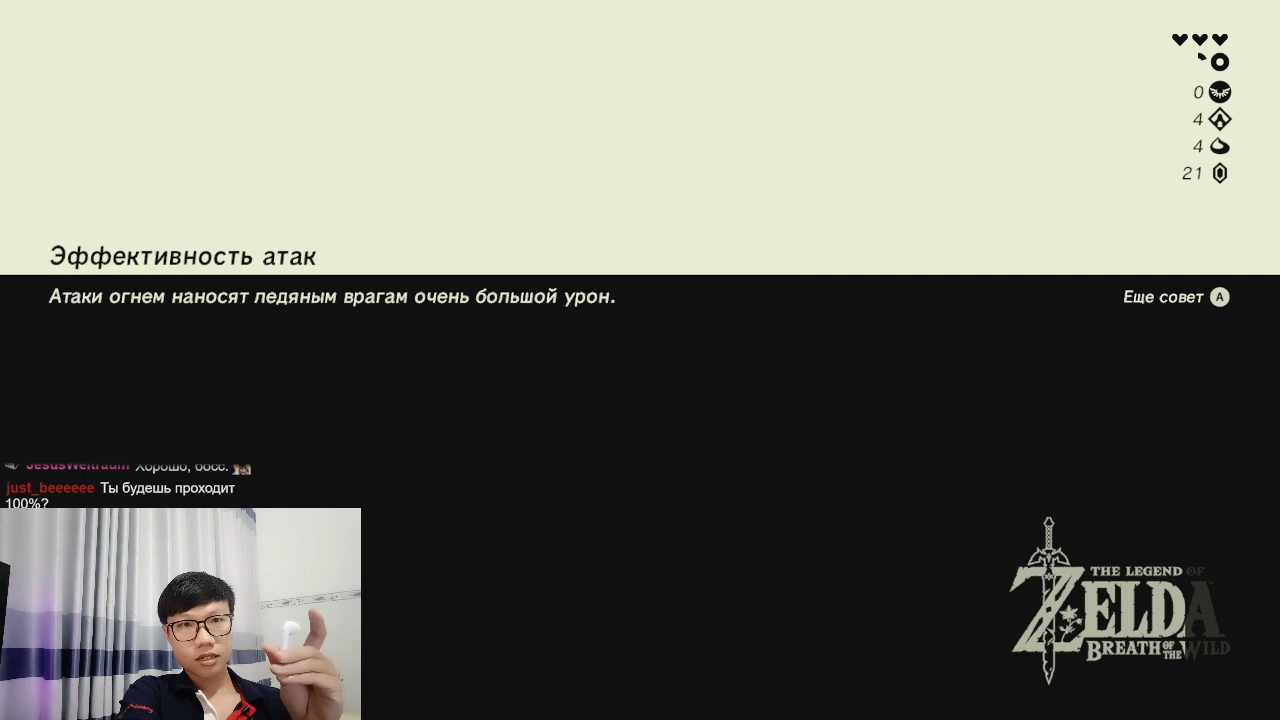 0
4
4
21
Эффективность атак
Атаки огнем наносят ледяным врагам очень большой урон.
Еще совет A
JesusWeltraum Хорошо, босс.
just_beeeeee Ты будешь проходит
100%?
THE LEGEND OF
ZELDA
BREATH OF THE WILD